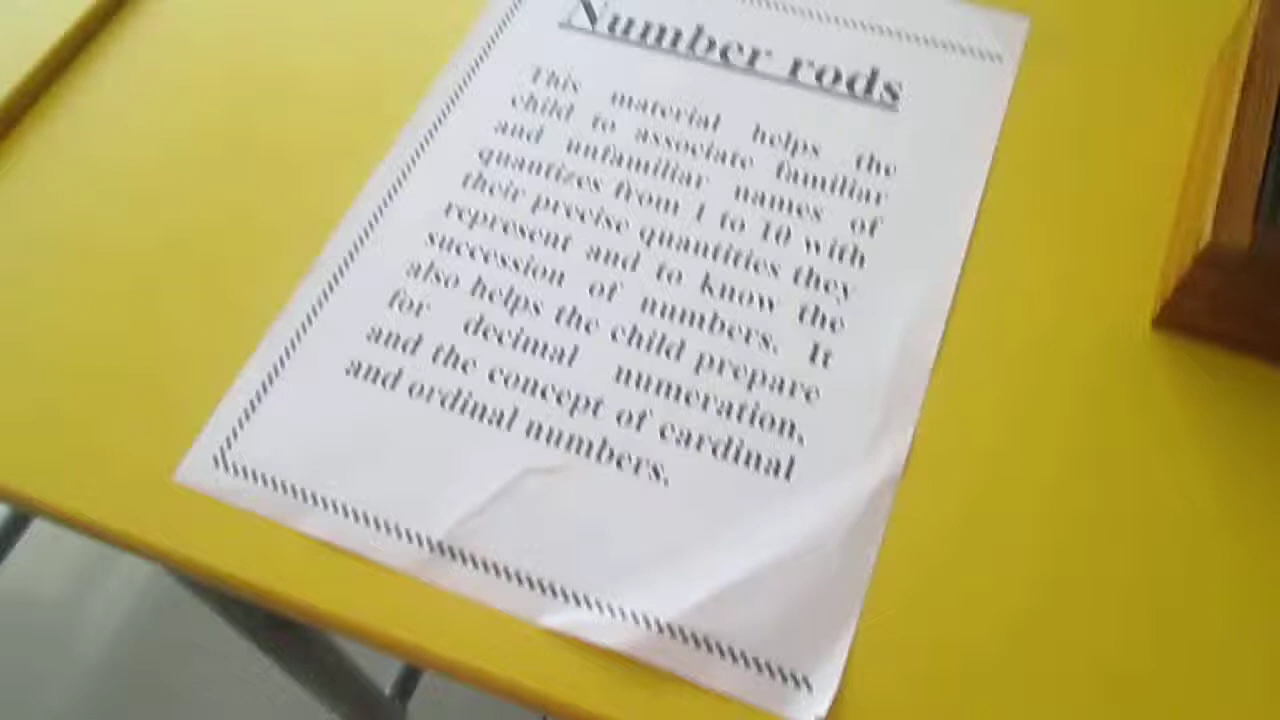 Number rods
This material helps the
child to associate familiar
and unfamiliar names of
quantizes from 1 to 10 with
their precise quantities they
represent and to know the
succession of numbers. It
also helps the child prepare
for decimal numeration,
and the concept of cardinal
and ordinal numbers.